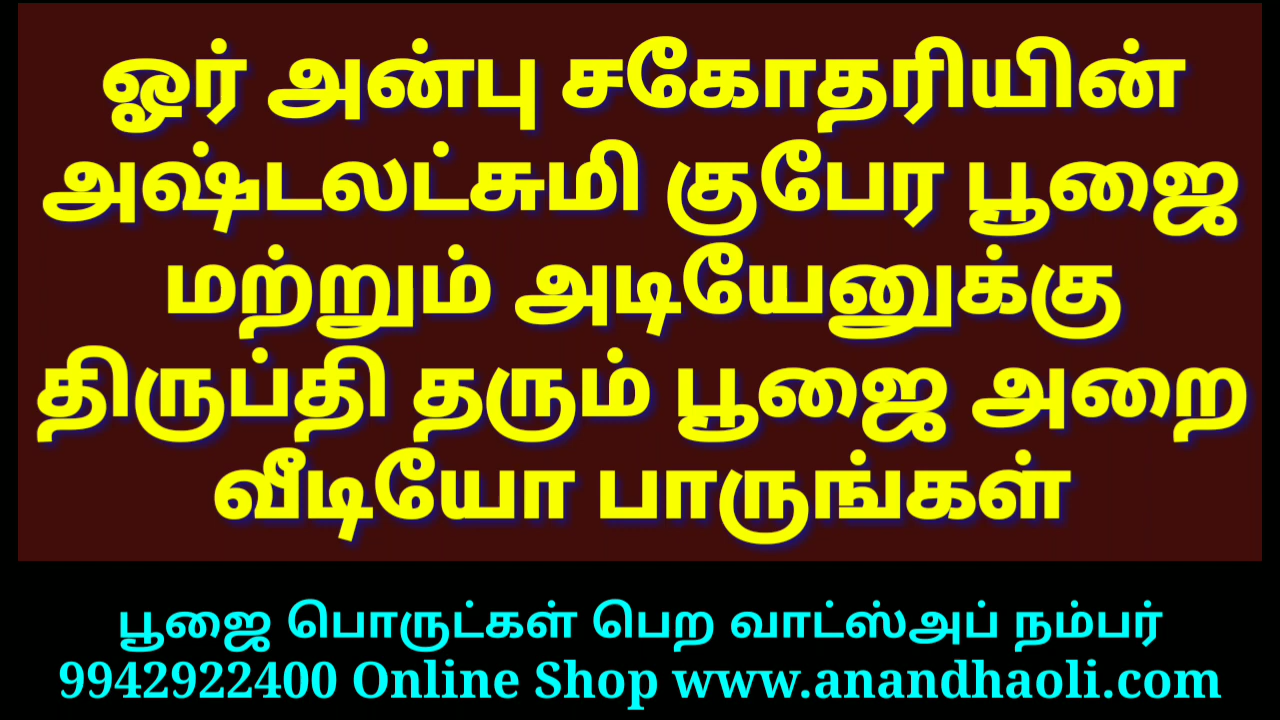 ஓர் அன்பு சகோதரியின்
அஷ்டலட்சுமி குபேர பூஜை
மற்றும் அடியேனுக்கு
திருப்தி தரும் பூஜை அறை
வீடியோ பாருங்கள்
பூஜை பொருட்கள் பெற வாட்ஸ்அப் நம்பர்
9942922400 Online Shop www.anandhaoli.com